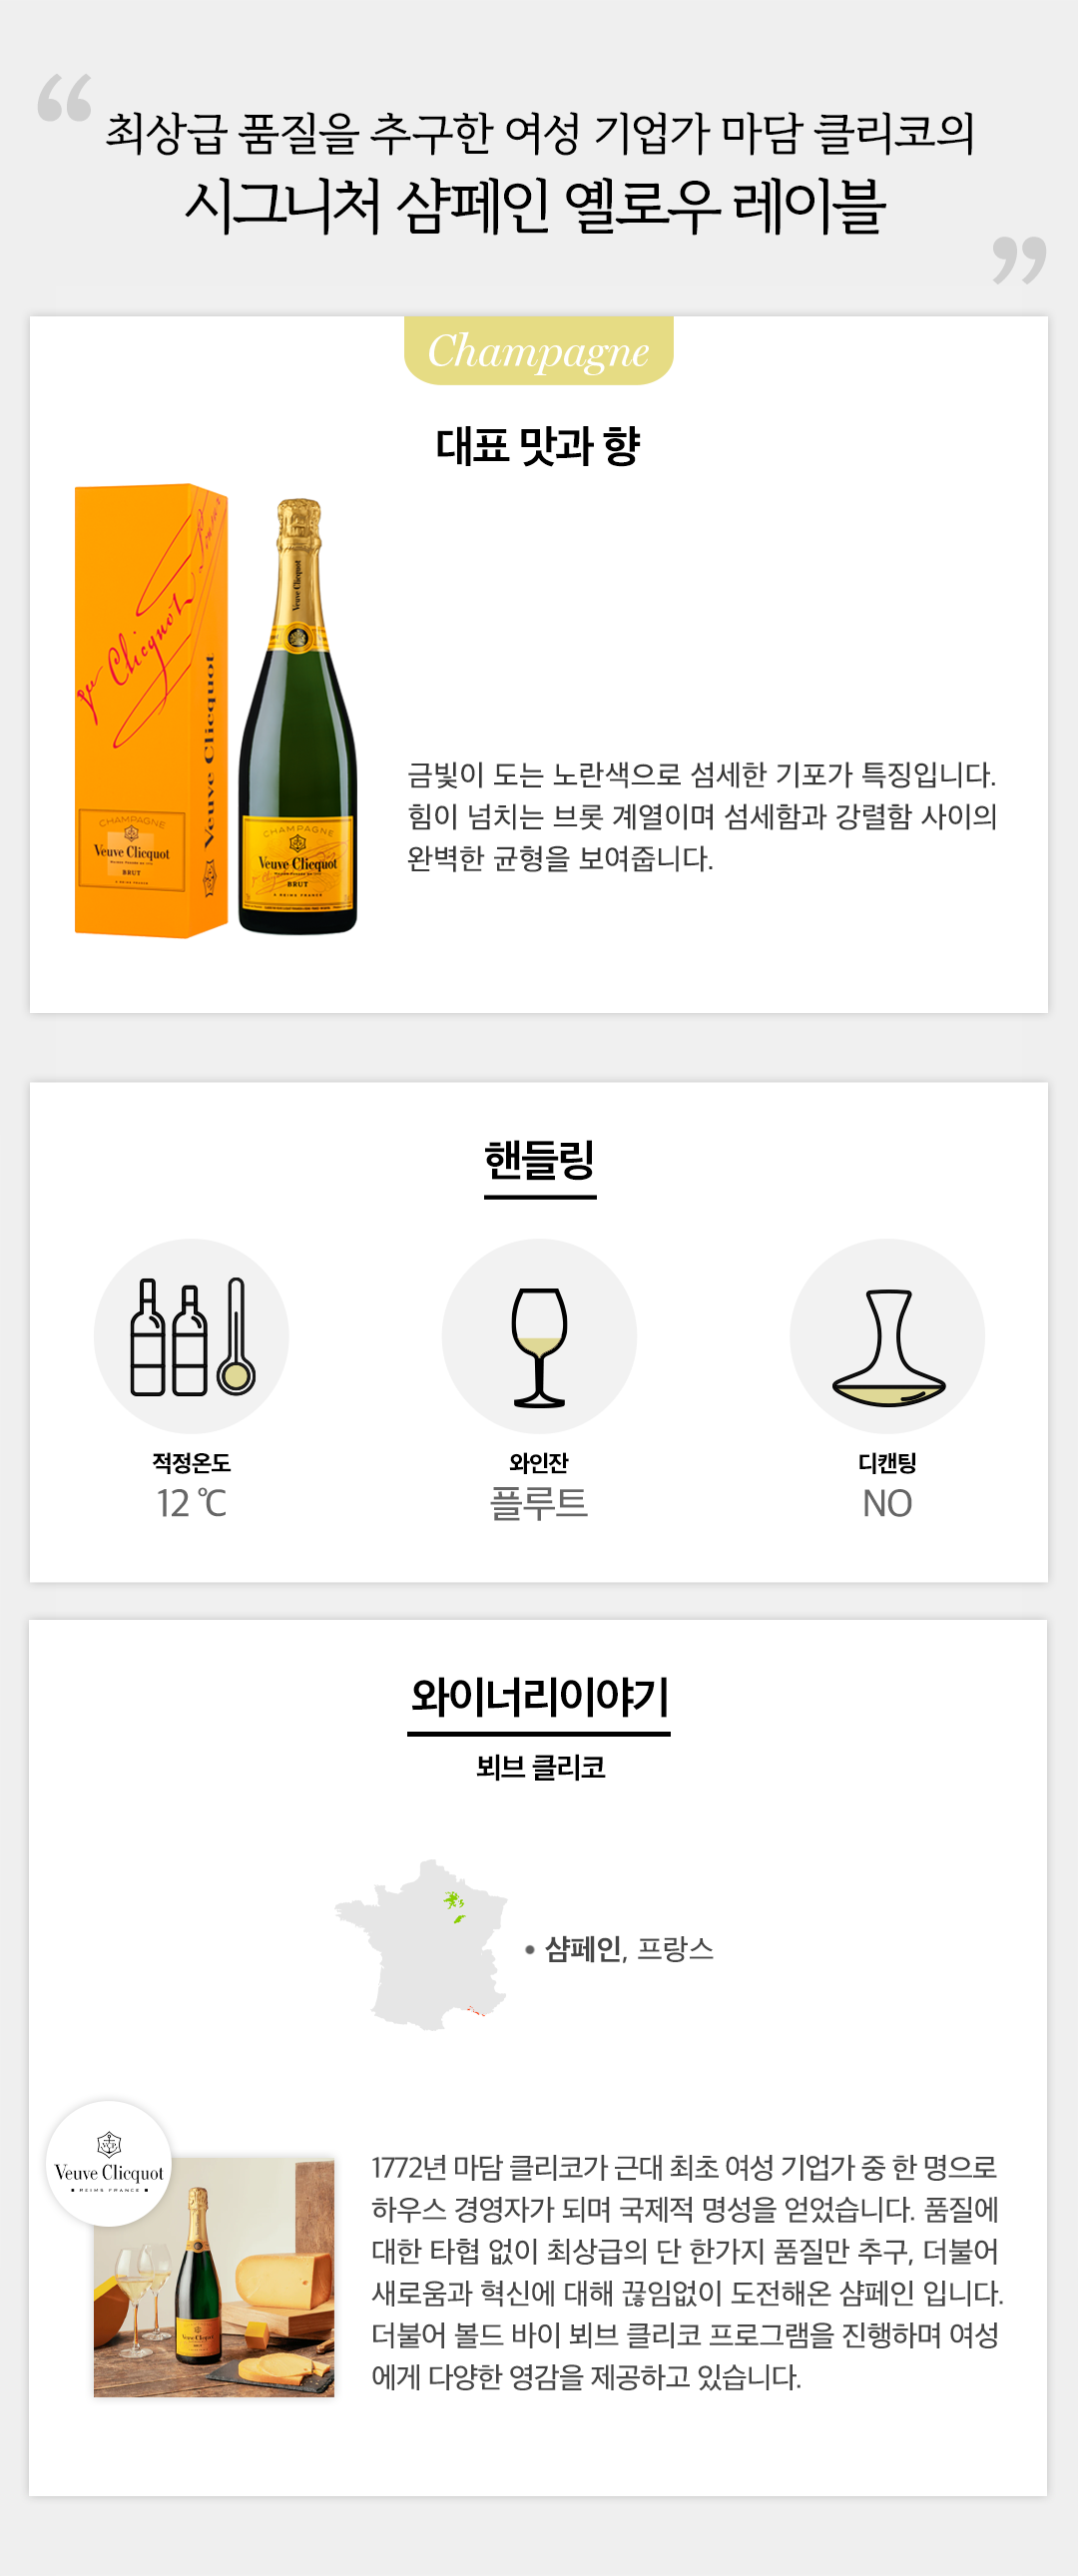 “
최상급 품질을 추구한 여성 기업가 마담 클리코의
시그니처 샴페인 옐로우 레이블
”
Champagne
대표 맛과 향
Clicquot
Veuve Clicquot
CHAMPAGNE
Veuve Clicquot
BRUT
Veuve Clicquot
CHAMPAGNE
Veuve Clicquot
BRUT
금빛이 도는 노란색으로 섬세한 기포가 특징입니다.
힘이 넘치는 브롯 계열이며 섬세함과 강렬함 사이의
완벽한 균형을 보여줍니다.
핸들링
적정온도
12 ℃
와인잔
플루트
디캔팅
NO
와이너리이야기
뵈브 클리코
• 샴페인, 프랑스
VCP
Veuve Clicquot
REIMS FRANCE
Veuve Clicquot
1772년 마담 클리코가 근대 최초 여성 기업가 중 한 명으로
하우스 경영자가 되며 국제적 명성을 얻었습니다. 품질에
대한 타협 없이 최상급의 단 한가지 품질만 추구, 더불어
새로움과 혁신에 대해 끊임없이 도전해온 샴페인 입니다.
더불어 볼드 바이 뵈브 클리코 프로그램을 진행하며 여성
에게 다양한 영감을 제공하고 있습니다.